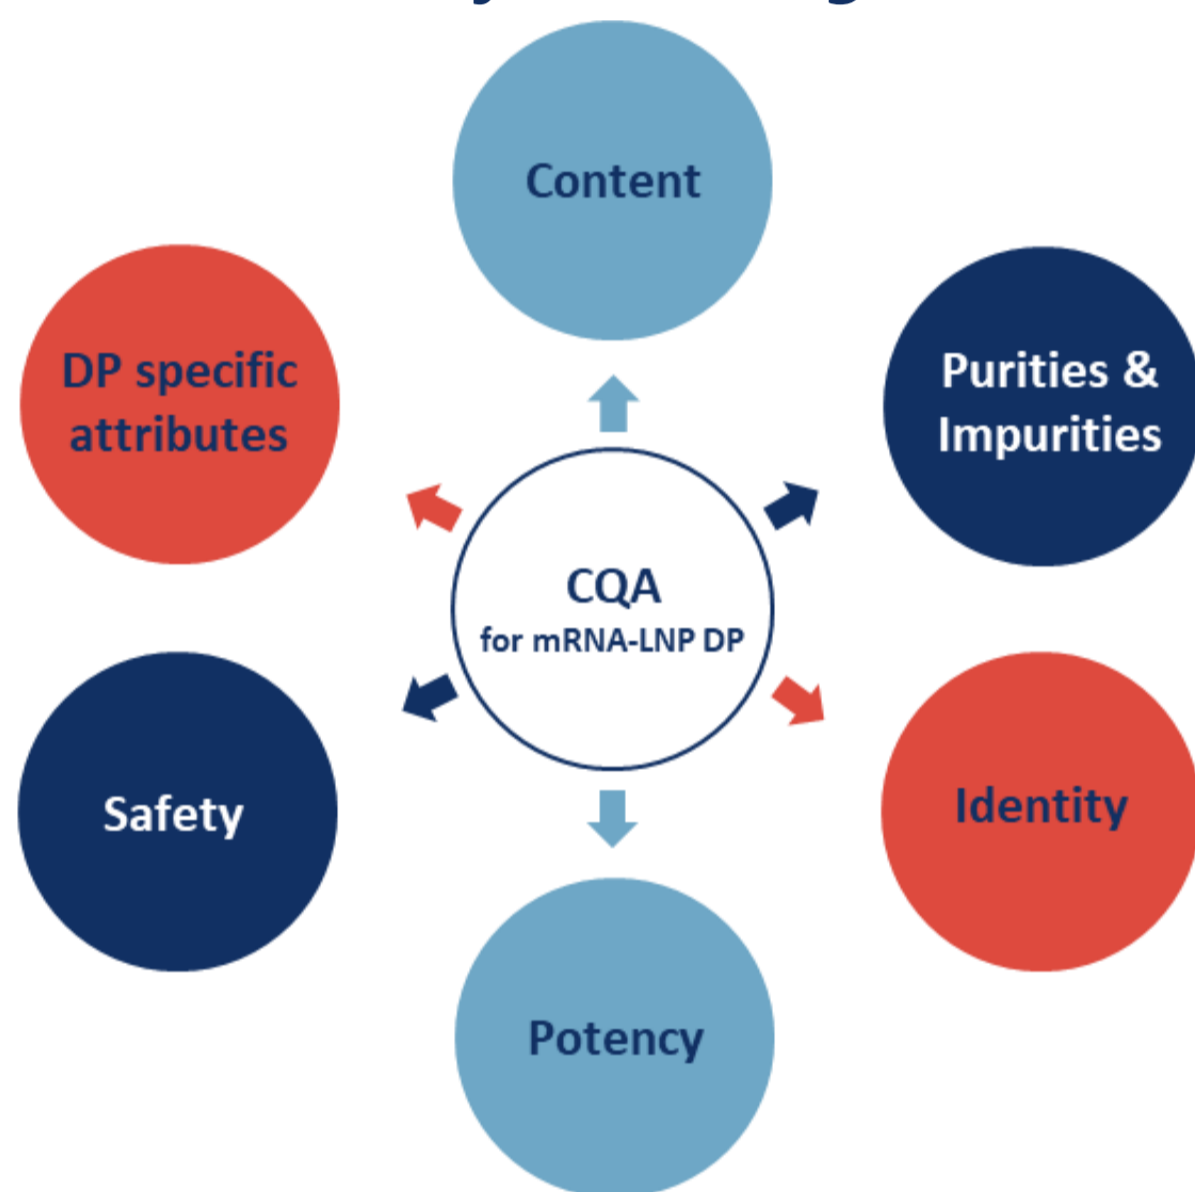 Content
DP specific
attributes
Purities &
Impurities
CQA
for mRNA-LNP DP
Safety
Identity
Potency